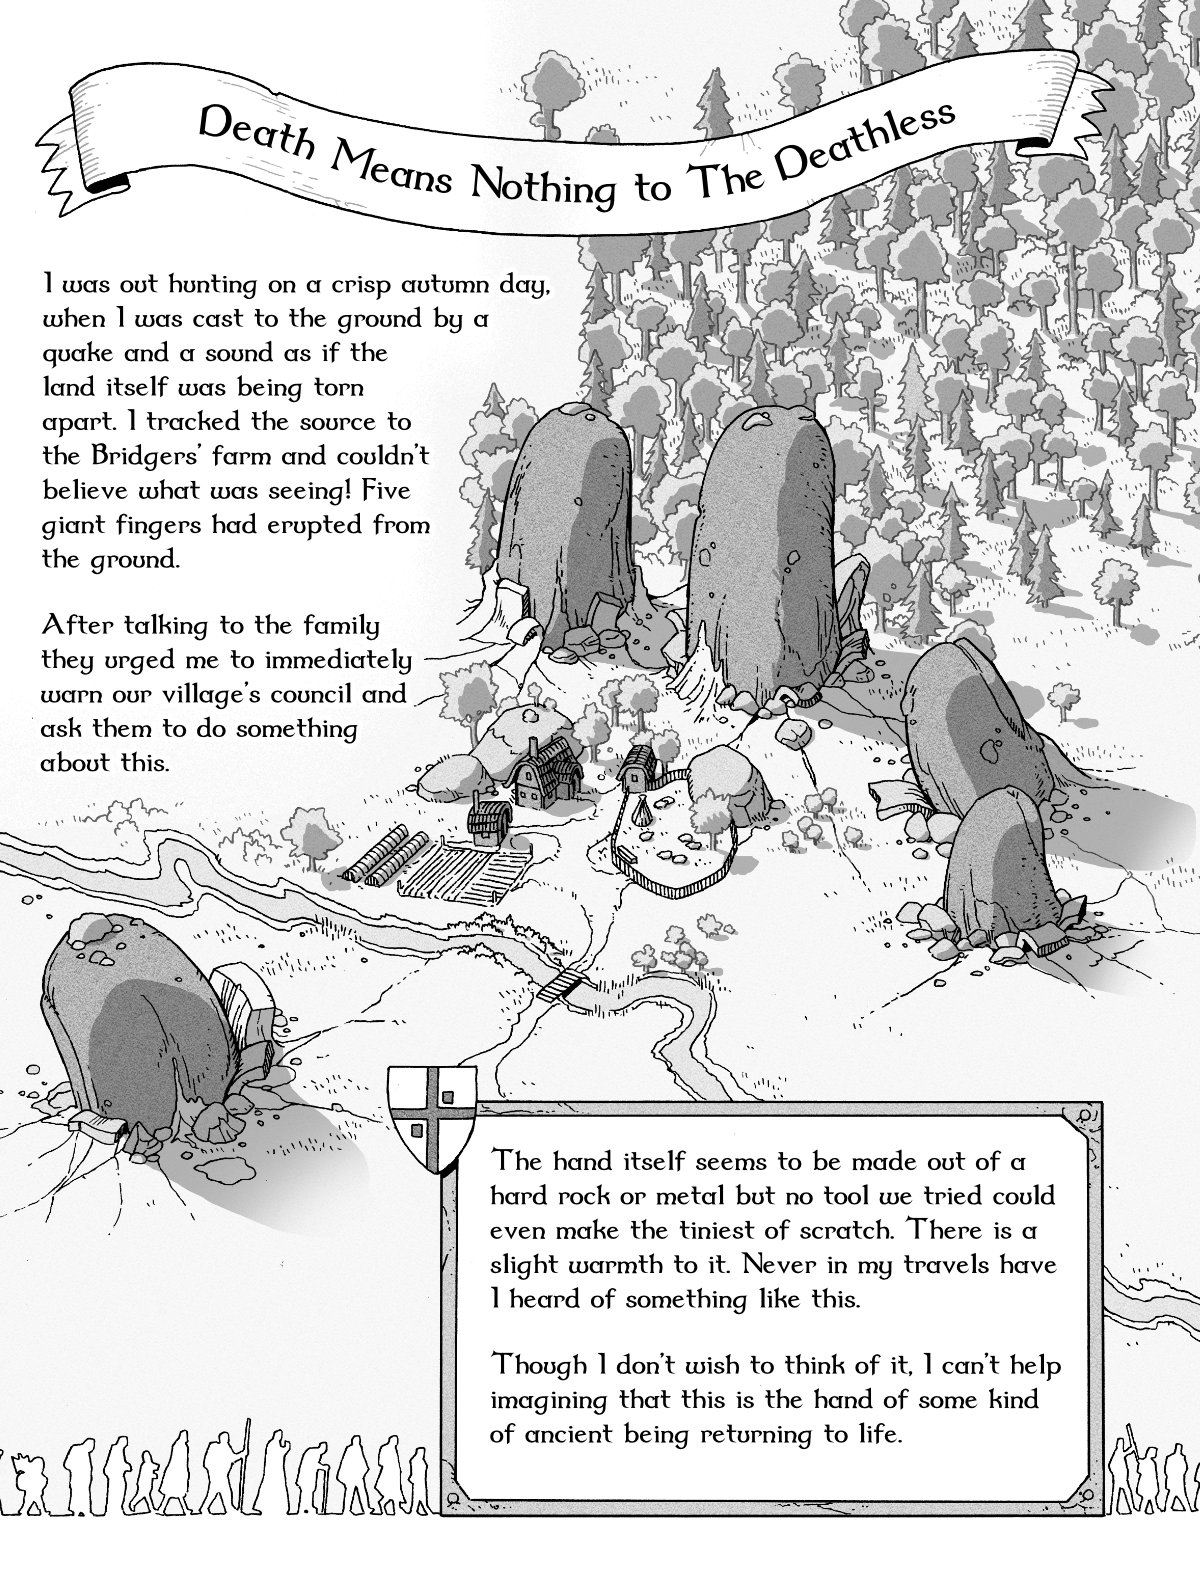 Death Means Nothing to The Deathless
I was out hunting on a crisp autumn day,
when I was cast to the ground by a
quake and a sound as if the
land itself was being torn
apart. I tracked the source to
the Bridgers' farm and couldn't
believe what was seeing! Five
giant fingers had erupted from
the ground.
After talking to the family
they urged me to immediately
warn our village's council and
ask them to do something
about this.
The hand itself seems to be made out of a
hard rock or metal but no tool we tried could
even make the tiniest of scratch. There is a
slight warmth to it. Never in my travels have
I heard of something like this.
Though I don't wish to think of it, I can't help
imagining that this is the hand of some kind
of ancient being returning to life.